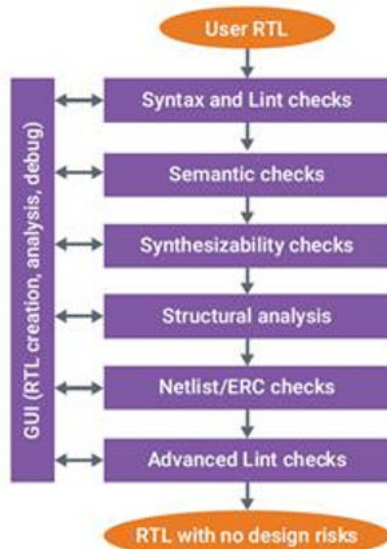 User RTL
Syntax and Lint checks
Semantic checks
Synthesizability checks
Structural analysis
Netlist/ERC checks
Advanced Lint checks
RTL with no design risks
GUI (RTL creation, analysis, debug)